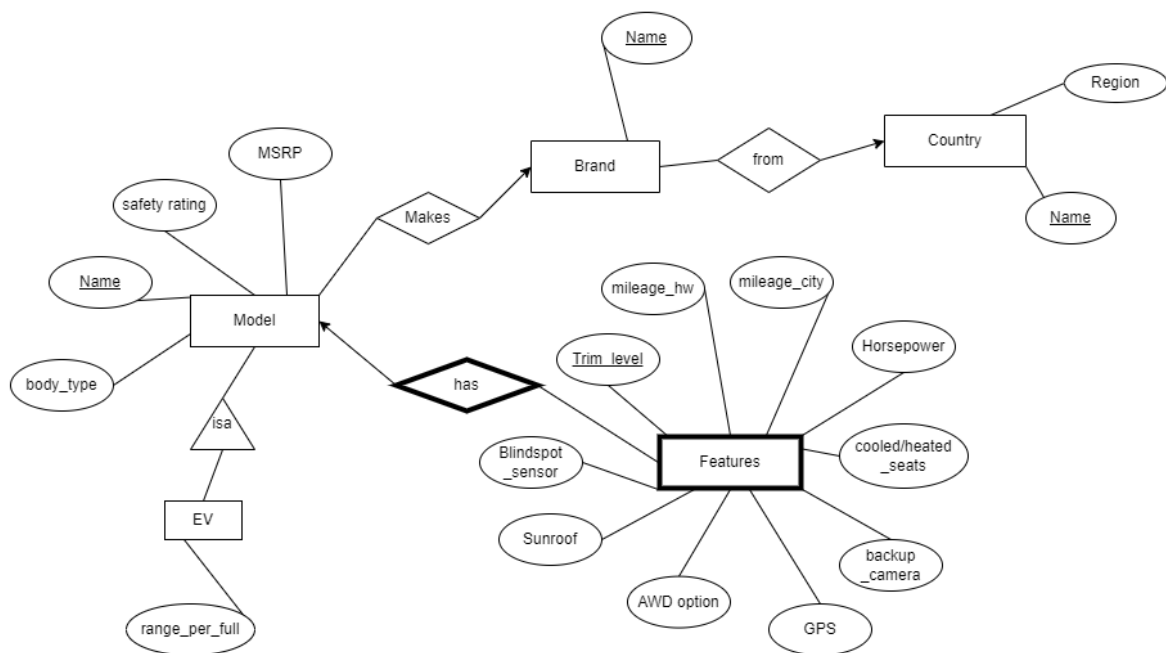 Name
Region
MSRP
Country
Brand
from
safety rating
Makes
Name
Name
mileage_hw
mileage_city
Model
Trim_level
Horsepower
body_type
has
isa
Blindspot
_sensor
Features
cooled/heated
_seats
EV
Sunroof
backup
_camera
AWD option
range_per_full
GPS